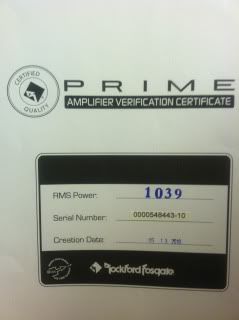 CERTIFIED
QUALITY
PRIME
AMPLIFIER VERIFICATION CERTIFICATE
RMS Power: 1039
Serial Number: 0000548443-10
Creation Date:
rockford fosgate